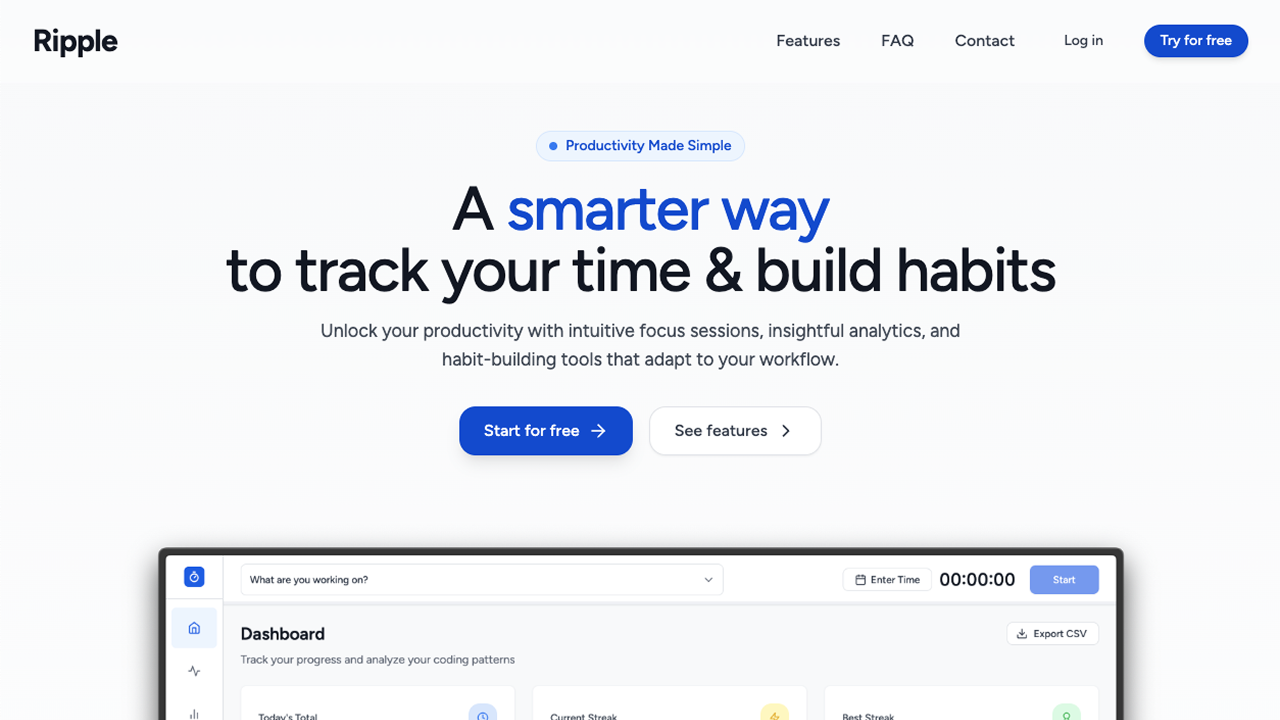 Ripple
Features
FAQ
Contact
Log in
Try for free
Productivity Made Simple
A smarter way
to track your time & build habits
Unlock your productivity with intuitive focus sessions, insightful analytics, and
habit-building tools that adapt to your workflow.
Start for free
See features
What are you working on?
Enter Time
00:00:00
Start
Dashboard
Export CSV
Track your progress and analyze your coding patterns
Today's Total
Current Streak
Best Streak